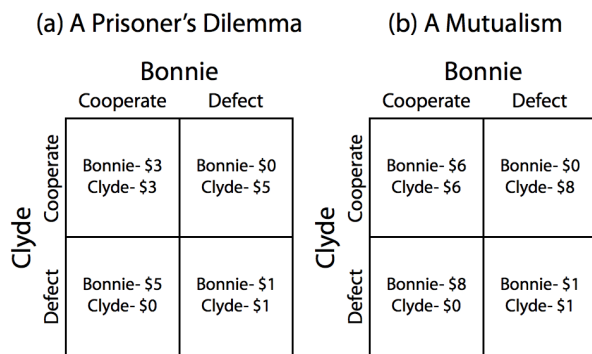 (a) A Prisoner's Dilemma
Bonnie
Cooperate Defect
Clyde
Cooperate
Bonnie- $3
Clyde- $3
Bonnie- $0
Clyde- $5
Defect
Bonnie- $5
Clyde- $0
Bonnie- $1
Clyde- $1
(b) A Mutualism
Bonnie
Cooperate Defect
Clyde
Cooperate
Bonnie- $6
Clyde- $6
Bonnie- $0
Clyde- $8
Defect
Bonnie- $8
Clyde- $0
Bonnie- $1
Clyde- $1